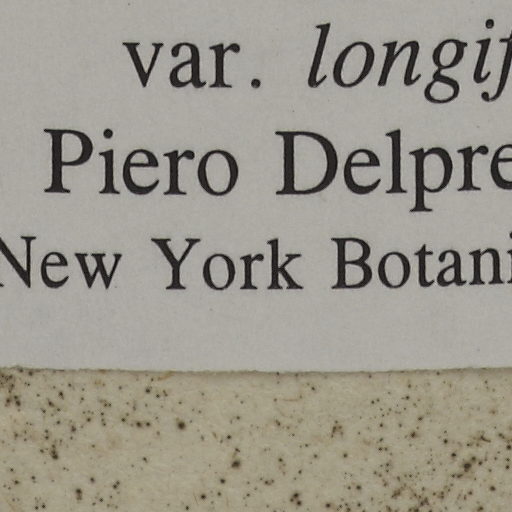 var. longif
Piero Delpre
New York Botani